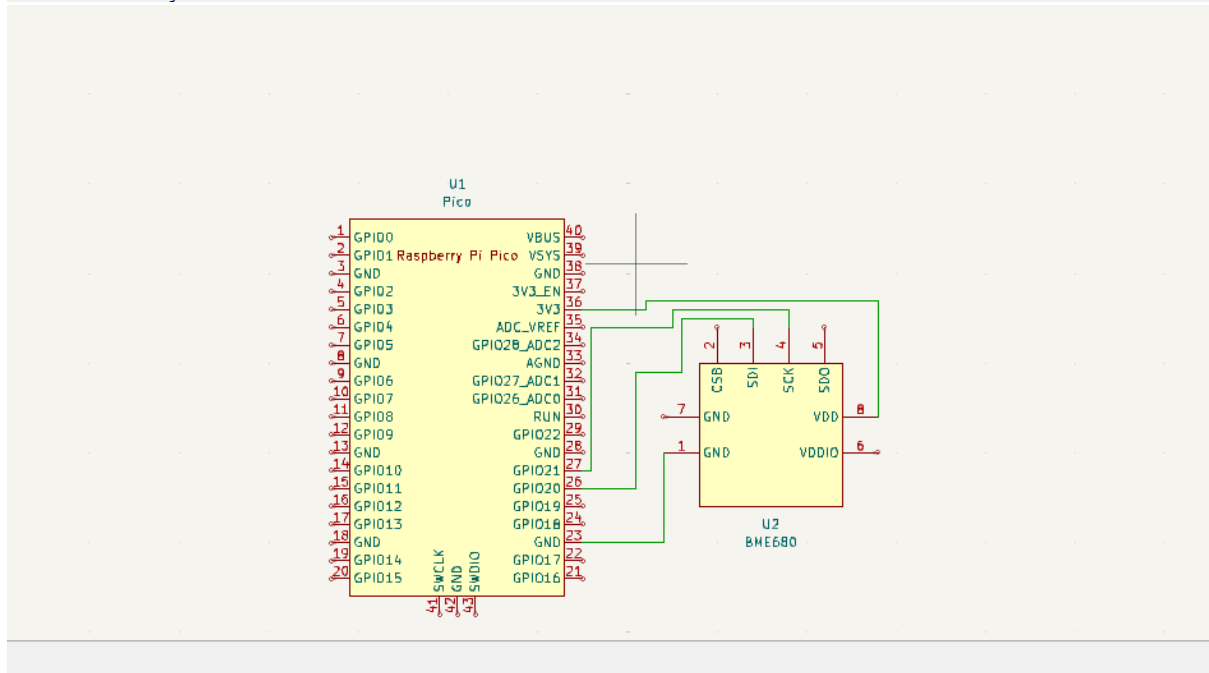 U1
Pico
1 GPIO0 VBUS 40
2 GPIO1 Raspberry Pi Pico VSYS 39
3 GND GND 38
4 GPIO2 3V3_EN 37
5 GPIO3 3V3 36
6 GPIO4 ADC_VREF 35
7 GPIO5 GPIO28_ADC2 34
8 GND AGND 33
9 GPIO6 GPIO27_ADC1 32
10 GPIO7 GPIO26_ADC0 31
11 GPIO8 RUN 30
12 GPIO9 GPIO22 29
13 GND GND 28
14 GPIO10 GPIO21 27
15 GPIO11 GPIO20 26
16 GPIO12 GPIO19 25
17 GPIO13 GPIO18 24
18 GND GND 23
19 GPIO14 GPIO17 22
20 GPIO15 GPIO16 21
SWCLK GND SWDIO
41 42 43
2 3 4 5
CSB SDI SCK SDO
7 GND VDD 8
1 GND VDDIO 6
U2
BME680